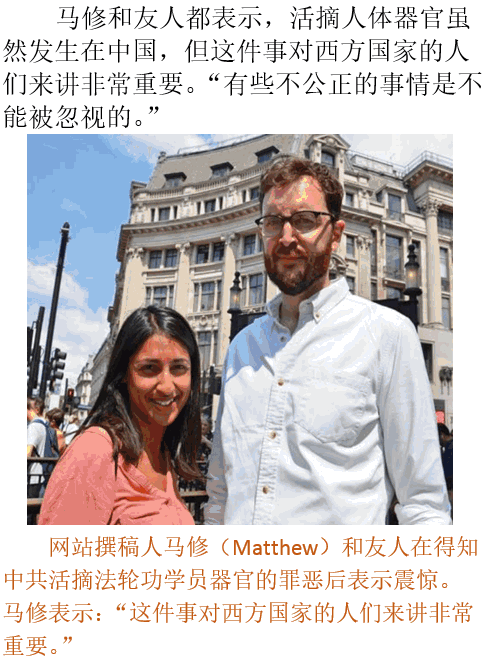 马修和友人都表示，活摘人体器官虽
然发生在中国，但这件事对西方国家的人
们来讲非常重要。“有些不公正的事情是不
能被忽视的。”
网站撰稿人马修（Matthew）和友人在得知
中共活摘法轮功学员器官的罪恶后表示震惊。
马修表示：“这件事对西方国家的人们来讲非常
重要。”